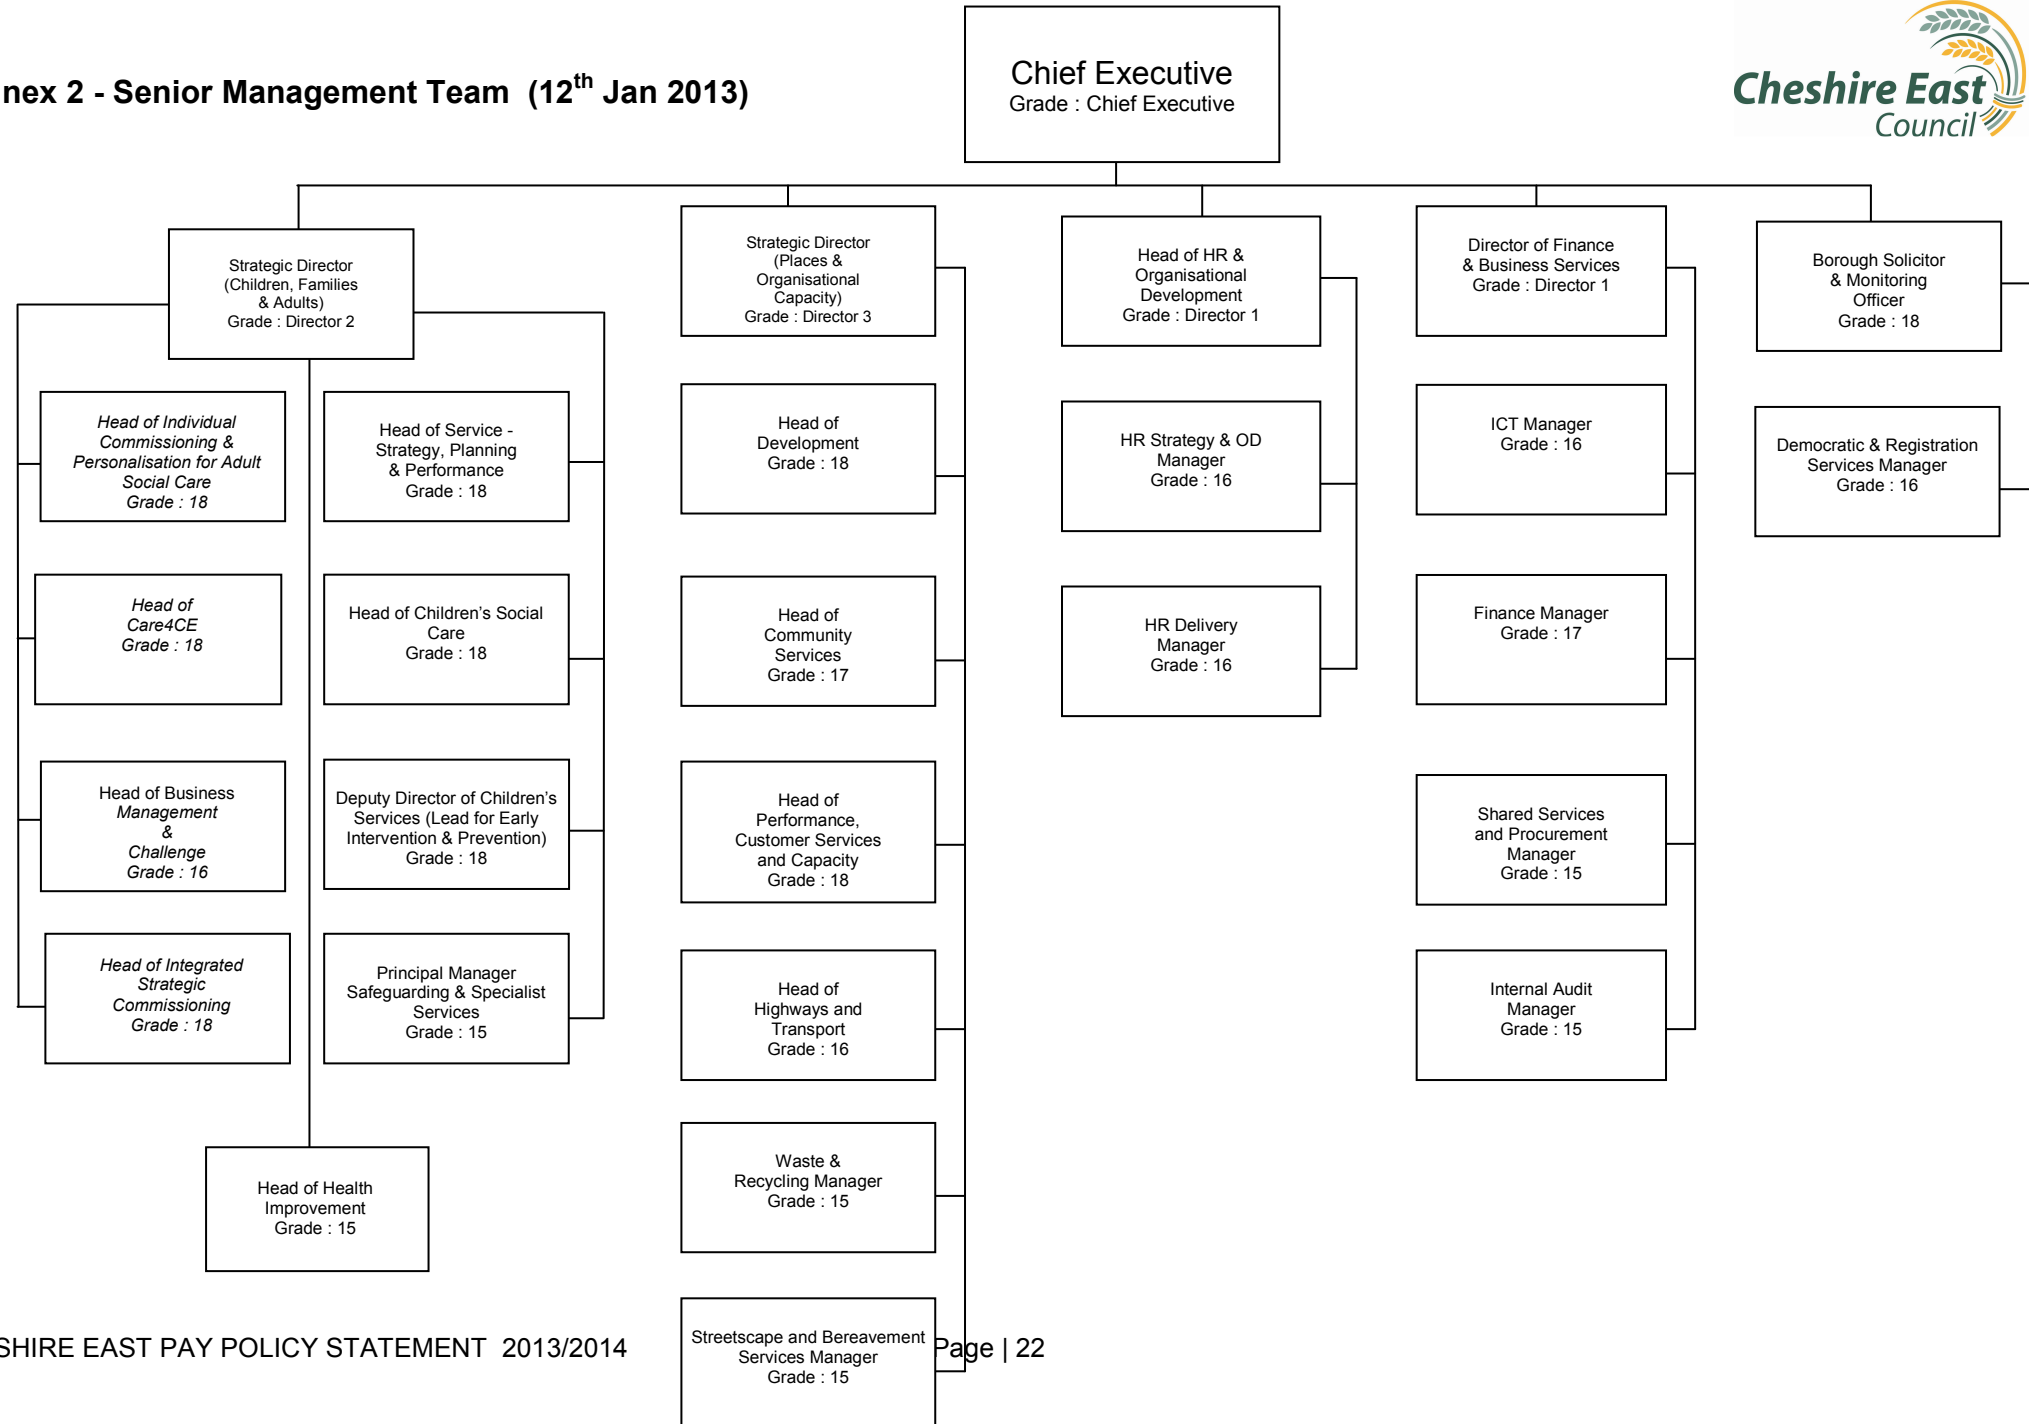 nex 2 - Senior Management Team (12th Jan 2013)
Chief Executive
Grade : Chief Executive
Cheshire East
Council
Strategic Director
(Children, Families
& Adults)
Grade : Director 2
Strategic Director
(Places &
Organisational
Capacity)
Grade : Director 3
Head of HR &
Organisational
Development
Grade : Director 1
Director of Finance
& Business Services
Grade : Director 1
Borough Solicitor
& Monitoring
Officer
Grade : 18
Head of Individual
Commissioning &
Personalisation for Adult
Social Care
Grade : 18
Head of Service -
Strategy, Planning
& Performance
Grade : 18
Head of
Development
Grade : 18
HR Strategy & OD
Manager
Grade : 16
ICT Manager
Grade : 16
Democratic & Registration
Services Manager
Grade : 16
Head of
Care4CE
Grade : 18
Head of Children’s Social
Care
Grade : 18
Head of
Community
Services
Grade : 17
HR Delivery
Manager
Grade : 16
Finance Manager
Grade : 17
Head of Business
Management
&
Challenge
Grade : 16
Deputy Director of Children’s
Services (Lead for Early
Intervention & Prevention)
Grade : 18
Head of
Performance,
Customer Services
and Capacity
Grade : 18
Shared Services
and Procurement
Manager
Grade : 15
Head of Integrated
Strategic
Commissioning
Grade : 18
Principal Manager
Safeguarding & Specialist
Services
Grade : 15
Head of
Highways and
Transport
Grade : 16
Internal Audit
Manager
Grade : 15
Head of Health
Improvement
Grade : 15
Waste &
Recycling Manager
Grade : 15
Streetscape and Bereavement
Services Manager
Grade : 15
SHIRE EAST PAY POLICY STATEMENT 2013/2014
Page | 22